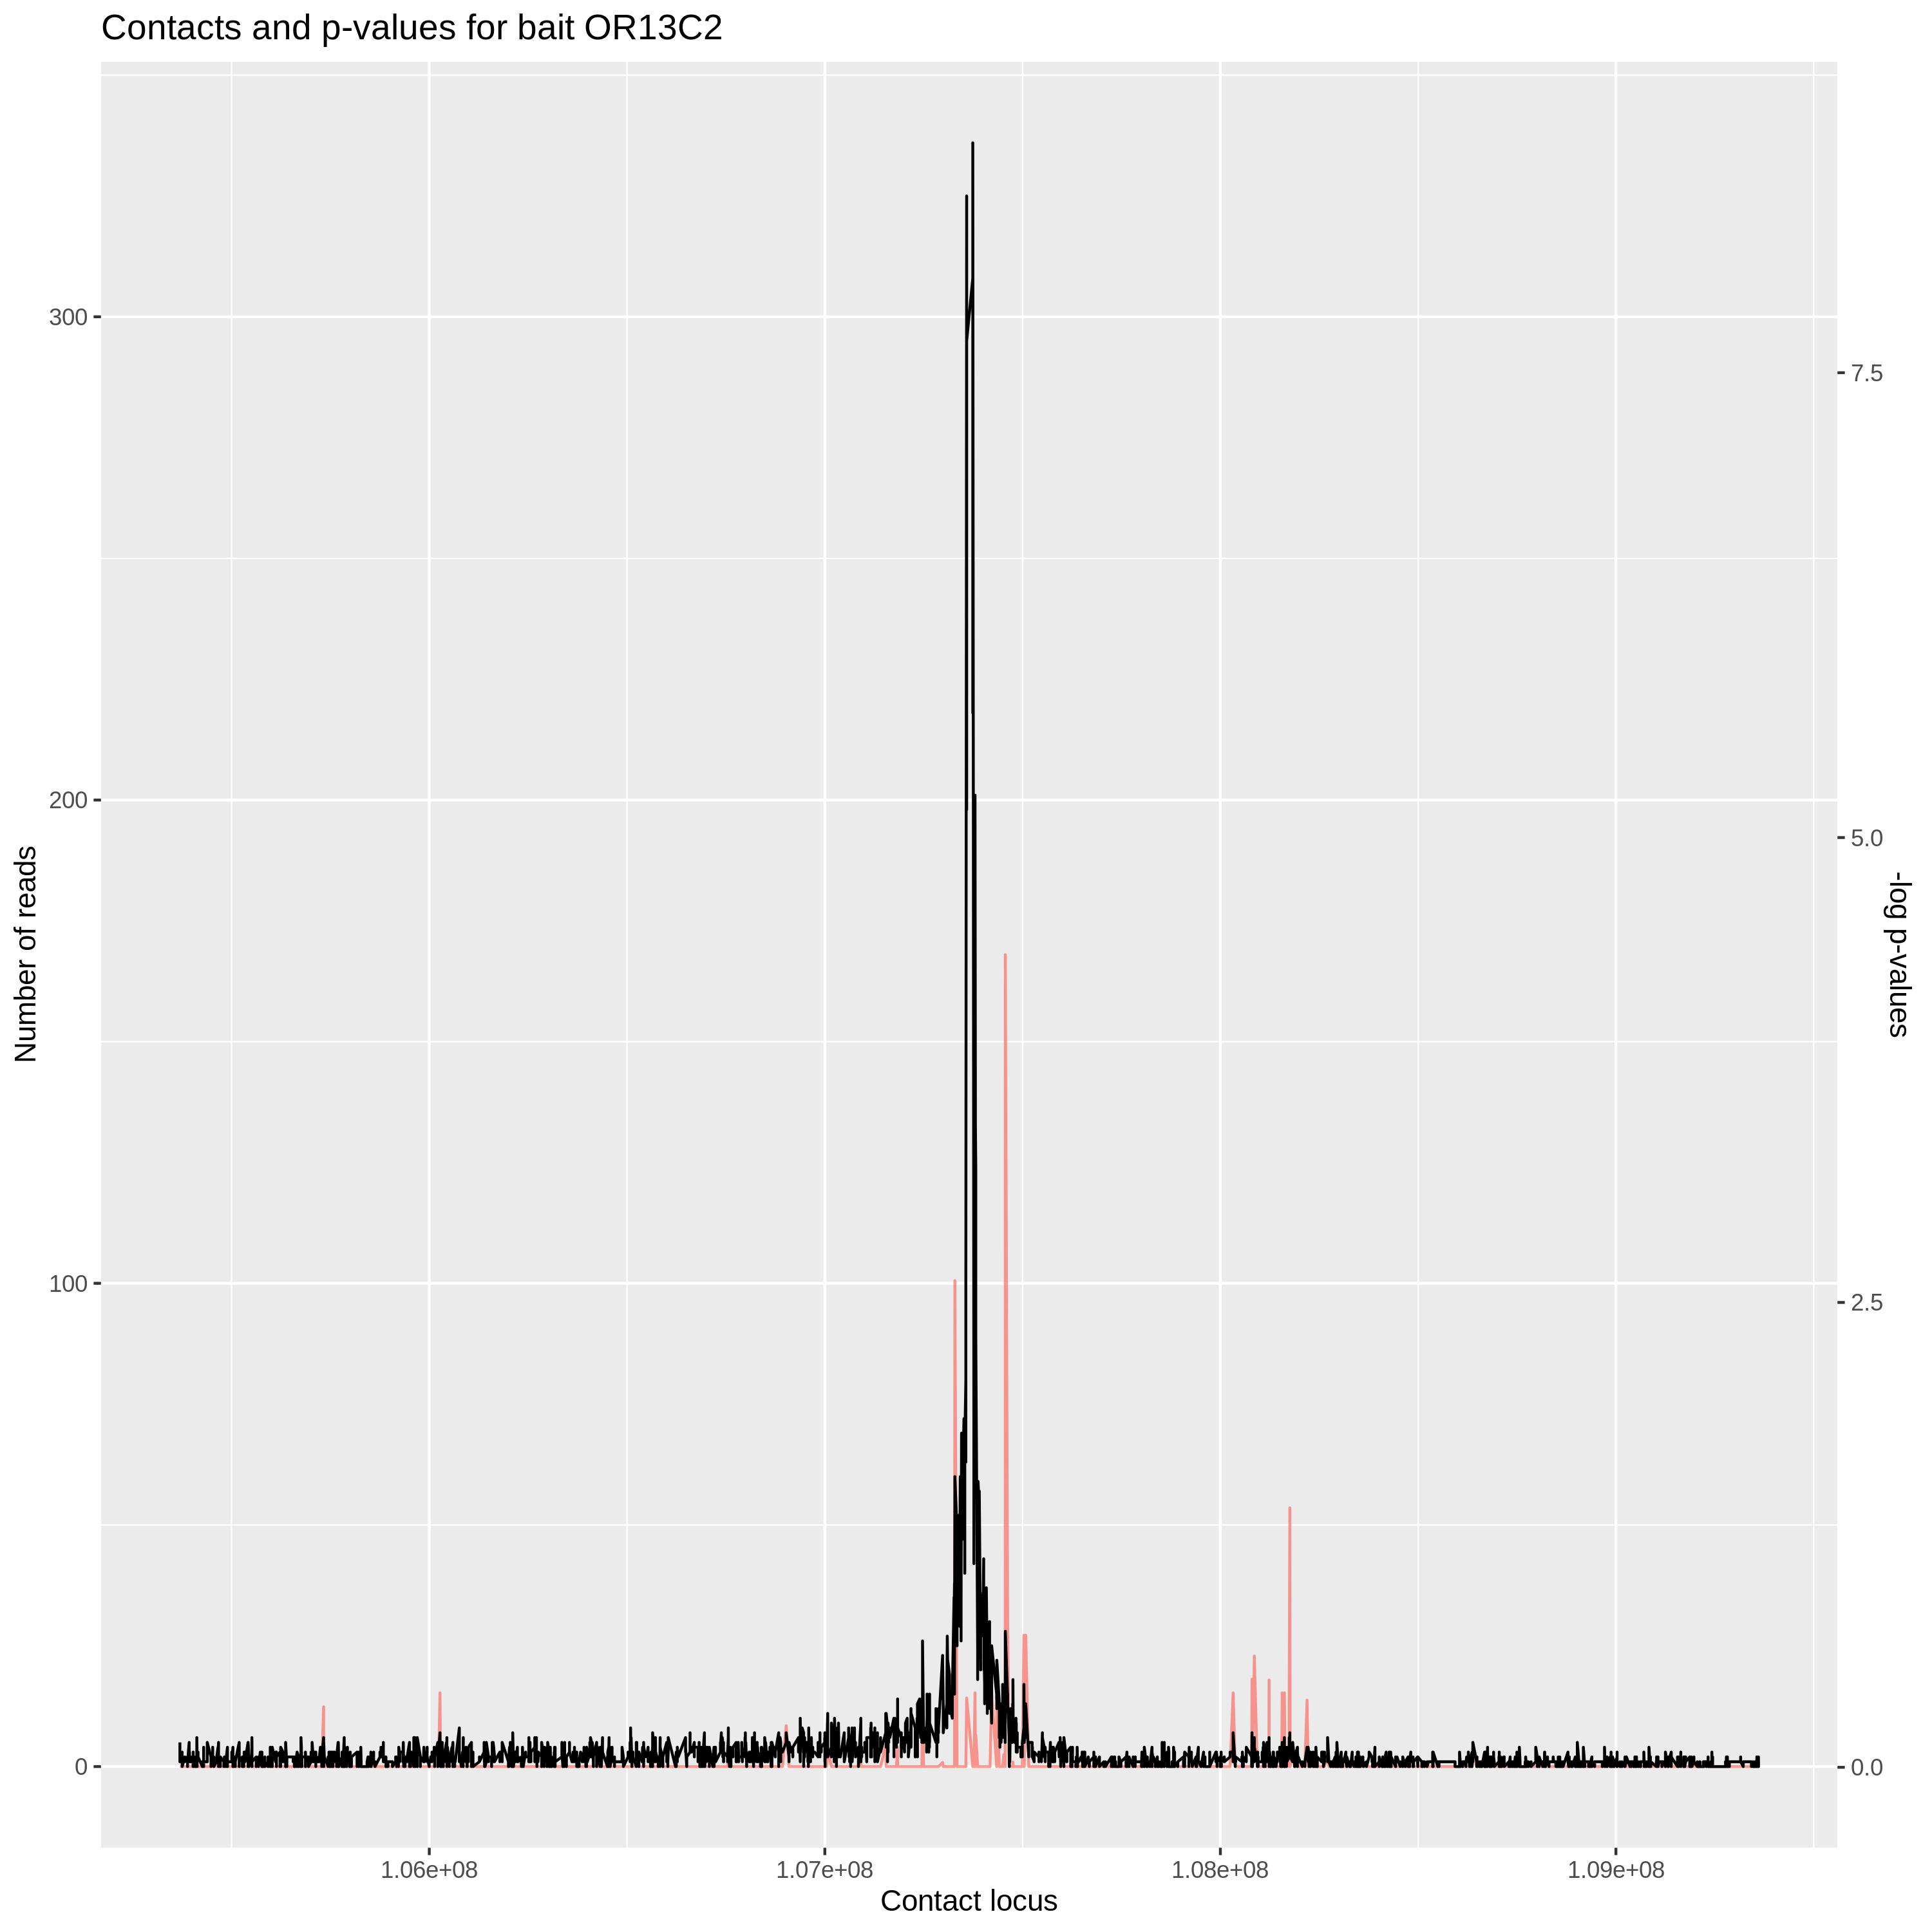 Contacts and p-values for bait OR13C2
300
200
100
0
Number of reads
7.5
5.0
2.5
0.0
-log p-values
1.06e+08
1.07e+08
1.08e+08
1.09e+08
Contact locus